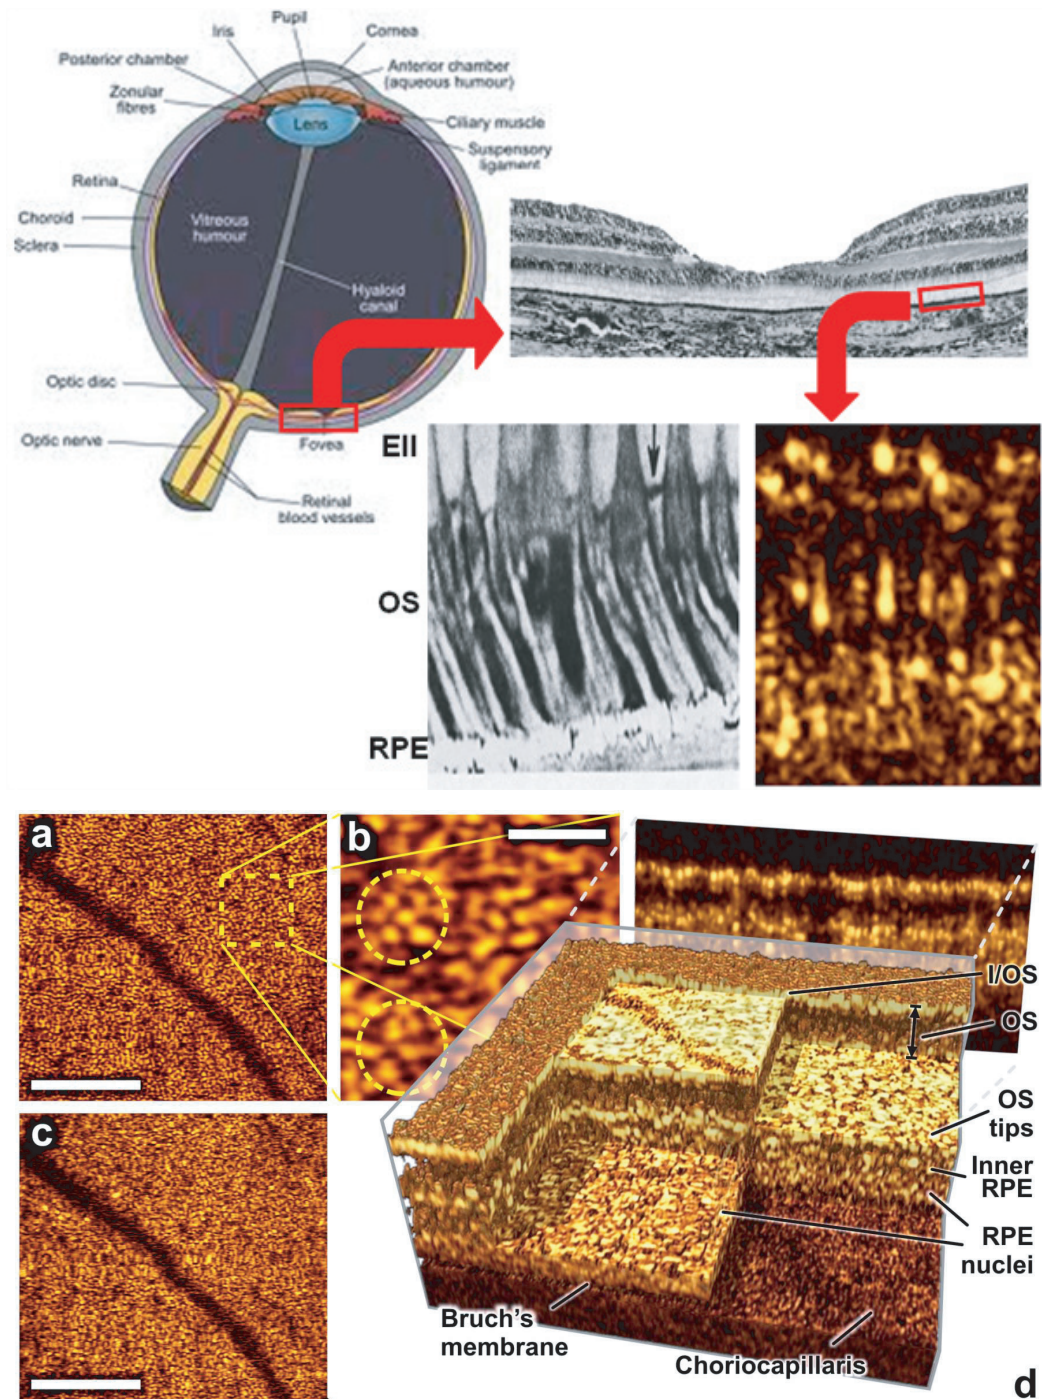 Pupil
Iris
Cornea
Posterior chamber
Anterior chamber
(aqueous humour)
Zonular
fibres
Lens
Ciliary muscle
Suspensory
ligament
Retina
Choroid
Vitreous
humour
Sclera
Hyaloid
canal
Optic disc
Optic nerve
Fovea
Retinal
blood vessels
Ell
OS
RPE
a
b
I/OS
OS
OS
tips
c
Inner
RPE
RPE
nuclei
Bruch's
membrane
Choriocapillaris
d